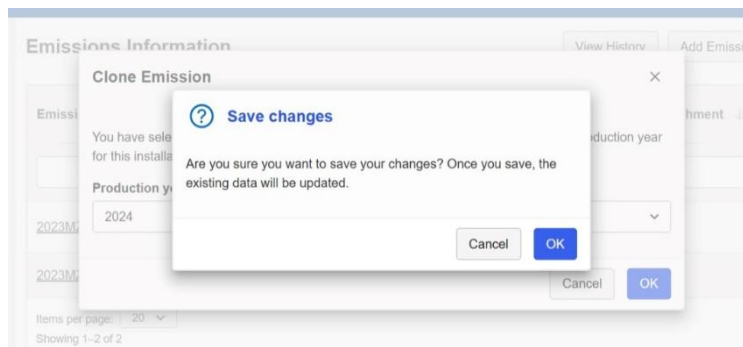 Emissions Information
View History
Add Emissi
Clone Emission
Save changes
Emissi
hment
You have sele
oduction year
for this installa
Are you sure you want to save your changes? Once you save, the
existing data will be updated.
Production ye
2024
2023M
Cancel
OK
2023M
Cancel
OK
Items per page: 20
Showing 1–2 of 2